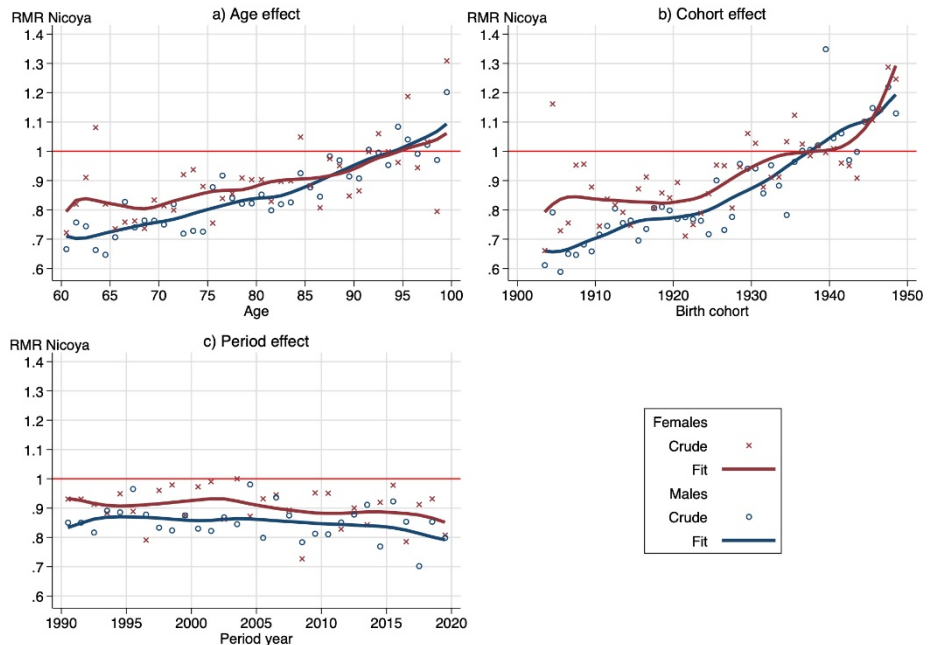 RMR Nicoya
a) Age effect
1.4
1.3
1.2
1.1
1
.9
.8
.7
.6
60 65 70 75 80 85 90 95 100
Age
RMR Nicoya
b) Cohort effect
1.4
1.3
1.2
1.1
1
.9
.8
.7
.6
1900 1910 1920 1930 1940 1950
Birth cohort
RMR Nicoya
c) Period effect
1.4
1.3
1.2
1.1
1
.9
.8
.7
.6
1990 1995 2000 2005 2010 2015 2020
Period year
Females
Crude
Fit
Males
Crude
Fit